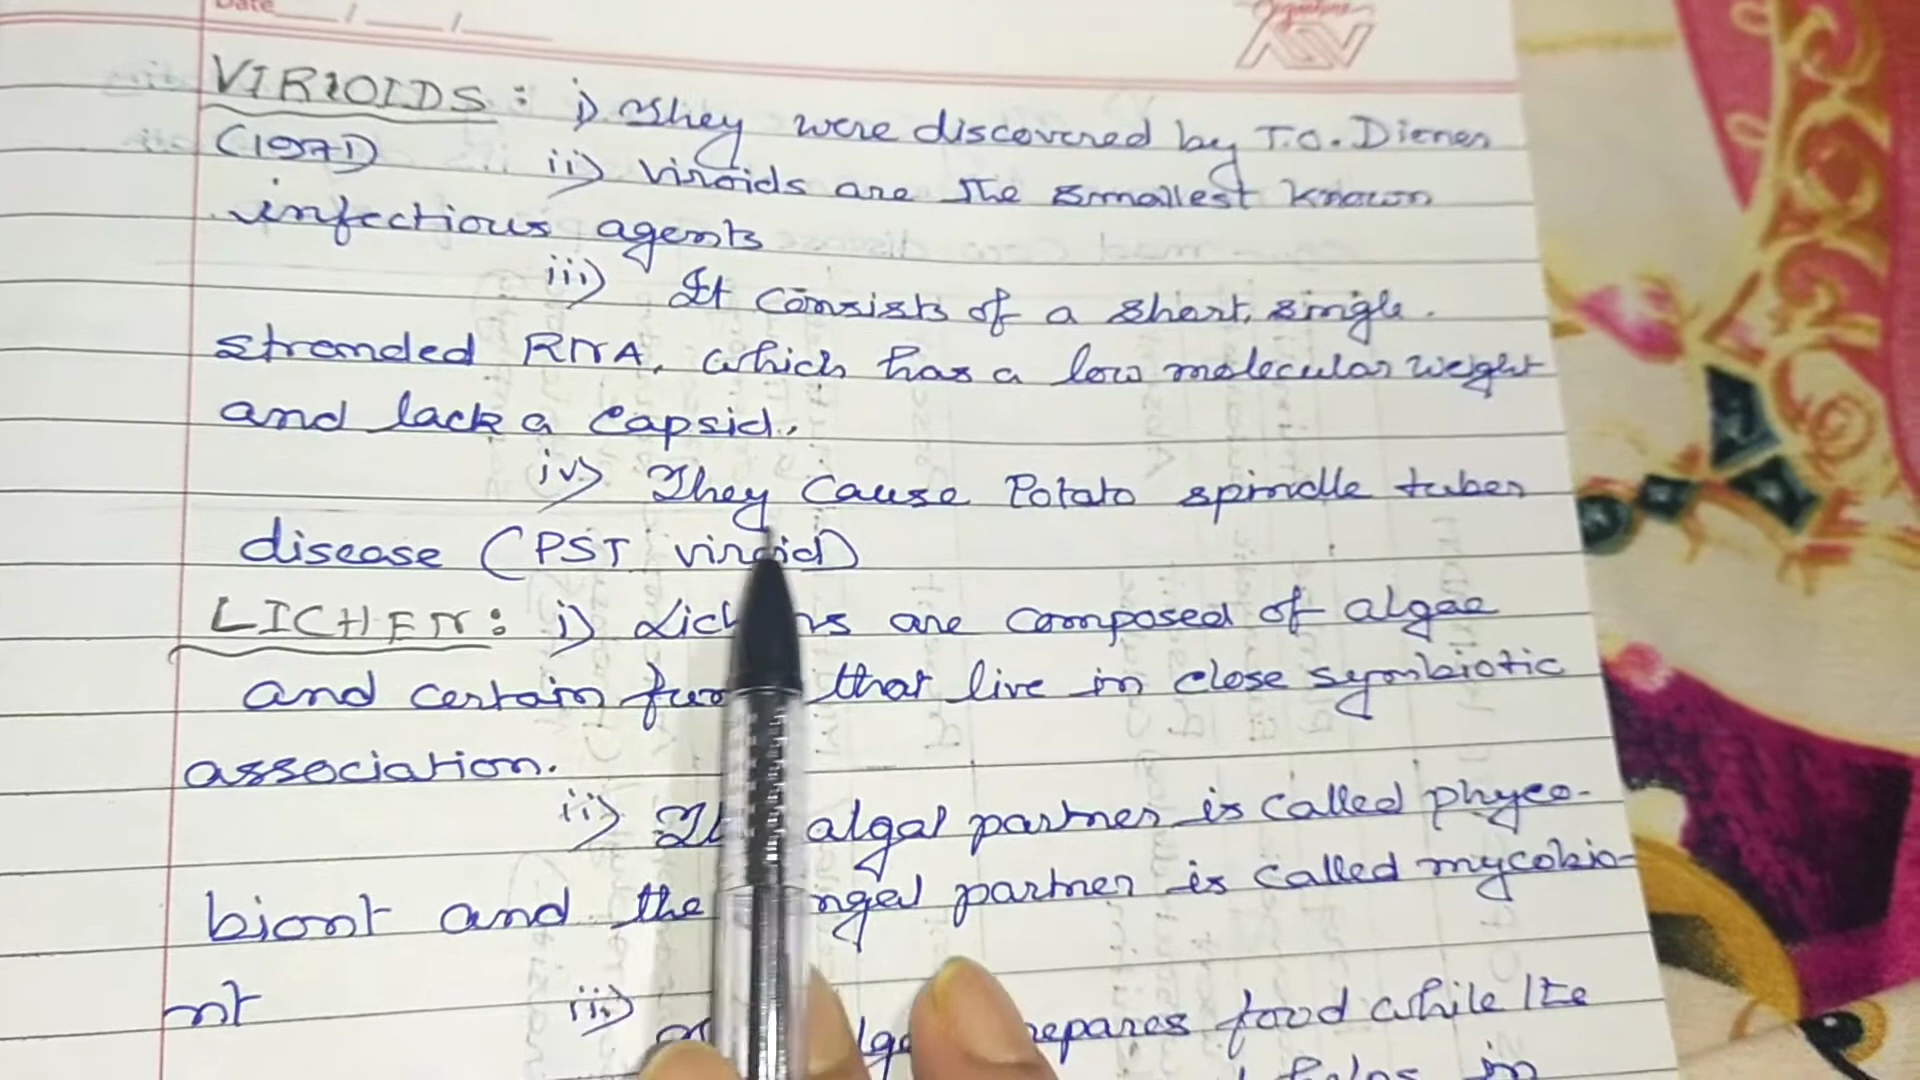 Date / /
Signature
VIRIOIDS : i) They were discovered by T.O. Diener
(1971) ii) viroids are the smallest known
infectious agents
iii) It consists of a short, single.
stranded RNA, which has a low molecular weight
and lack a capsid.
iv) They cause Potato spindle tuber
disease (PST viroid)
LICHEN: i) are composed of algae
and certain that live in close symbiotic
association.
ii) algal partner is called phyco-
biont and the partner is called mycobio-
nt iii) food while the
in